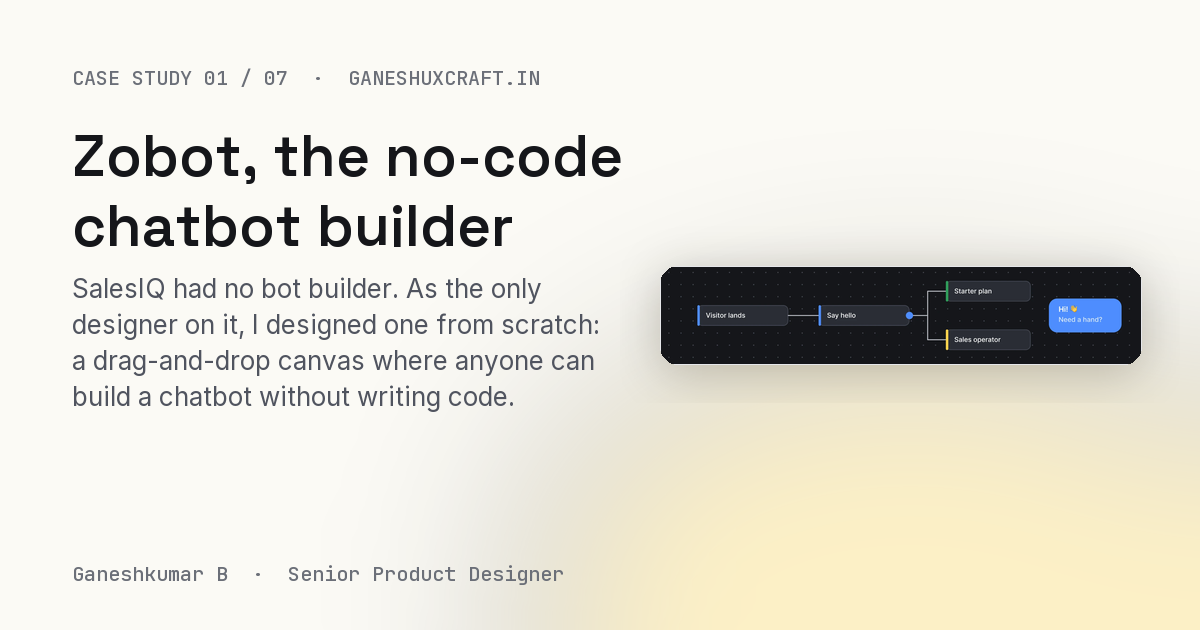 CASE STUDY 01 / 07 · GANESHUXCRAFT.IN
Zobot, the no-code
chatbot builder
SalesIQ had no bot builder. As the only
designer on it, I designed one from scratch:
a drag-and-drop canvas where anyone can
build a chatbot without writing code.
Visitor lands
Say hello
Starter plan
Sales operator
Hi! 👋
Need a hand?
Ganeshkumar B · Senior Product Designer